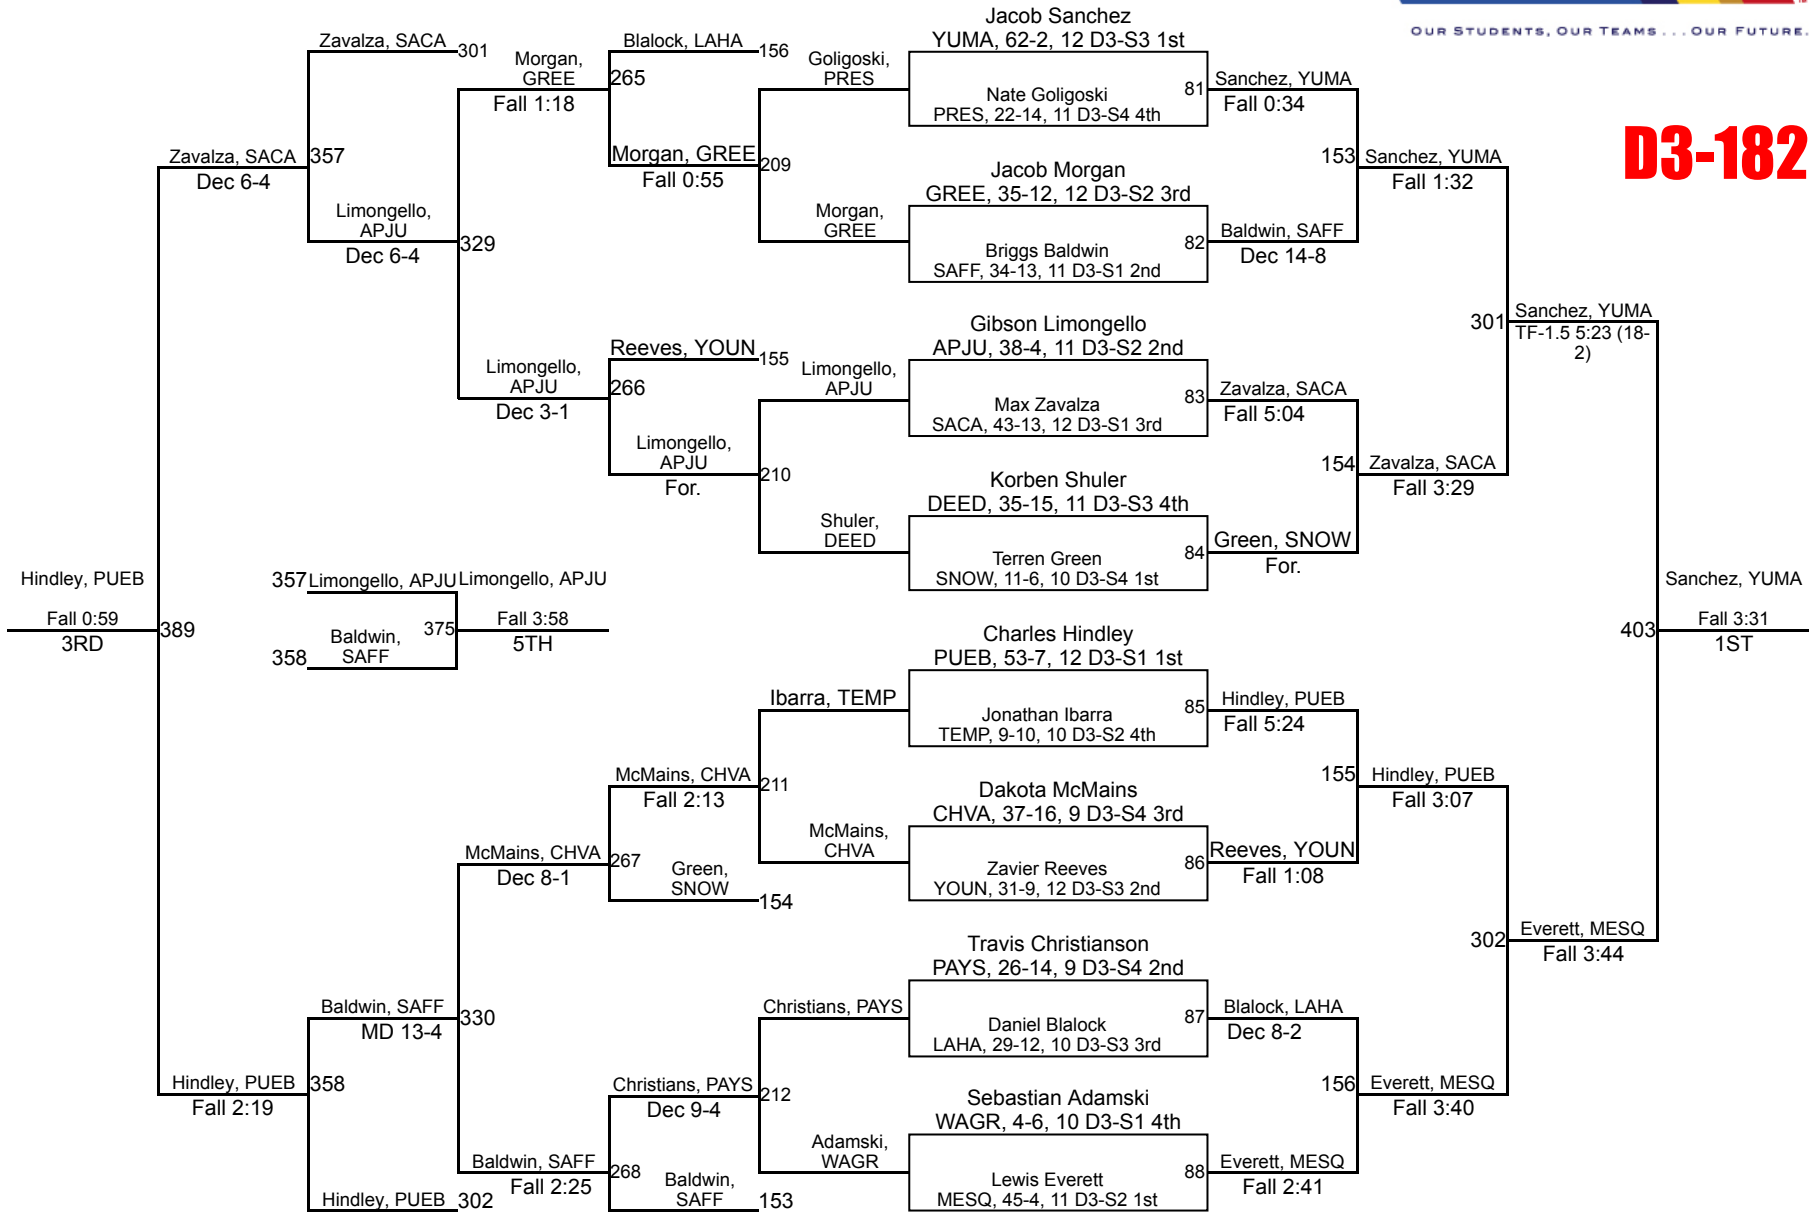 OUR STUDENTS, OUR TEAMS . . . OUR FUTURE.
D3-182
Jacob Sanchez
YUMA, 62-2, 12 D3-S3 1st
81
Nate Goligoski
PRES, 22-14, 11 D3-S4 4th
Jacob Morgan
GREE, 35-12, 12 D3-S2 3rd
82
Briggs Baldwin
SAFF, 34-13, 11 D3-S1 2nd
Gibson Limongello
APJU, 38-4, 11 D3-S2 2nd
83
Max Zavalza
SACA, 43-13, 12 D3-S1 3rd
Korben Shuler
DEED, 35-15, 11 D3-S3 4th
84
Terren Green
SNOW, 11-6, 10 D3-S4 1st
Charles Hindley
PUEB, 53-7, 12 D3-S1 1st
85
Jonathan Ibarra
TEMP, 9-10, 10 D3-S2 4th
Dakota McMains
CHVA, 37-16, 9 D3-S4 3rd
86
Zavier Reeves
YOUN, 31-9, 12 D3-S3 2nd
Travis Christianson
PAYS, 26-14, 9 D3-S4 2nd
87
Daniel Blalock
LAHA, 29-12, 10 D3-S3 3rd
Sebastian Adamski
WAGR, 4-6, 10 D3-S1 4th
88
Lewis Everett
MESQ, 45-4, 11 D3-S2 1st
Sanchez, YUMA
Fall 0:34
153
Baldwin, SAFF
Dec 14-8
Zavalza, SACA
Fall 5:04
154
Green, SNOW
For.
Hindley, PUEB
Fall 5:24
155
Reeves, YOUN
Fall 1:08
Blalock, LAHA
Dec 8-2
156
Everett, MESQ
Fall 2:41
Sanchez, YUMA
Fall 1:32
301
Zavalza, SACA
Fall 3:29
Hindley, PUEB
Fall 3:07
302
Everett, MESQ
Fall 3:40
Sanchez, YUMA
TF-1.5 5:23 (18-
2)
403
Everett, MESQ
Fall 3:44
Sanchez, YUMA
Fall 3:31
1ST
Goligoski,
PRES
209
Morgan,
GREE
Limongello,
APJU
210
Shuler,
DEED
Ibarra, TEMP
211
McMains,
CHVA
Christians, PAYS
212
Adamski,
WAGR
Blalock, LAHA
156
265
Morgan, GREE
Fall 0:55
Reeves, YOUN
155
266
Limongello,
APJU
For.
McMains, CHVA
Fall 2:13
267
Green,
SNOW
154
Christians, PAYS
Dec 9-4
268
Baldwin,
SAFF
153
Morgan,
GREE
Fall 1:18
329
Limongello,
APJU
Dec 3-1
McMains, CHVA
Dec 8-1
330
Baldwin, SAFF
Fall 2:25
Zavalza, SACA
301
357
Limongello,
APJU
Dec 6-4
Baldwin, SAFF
MD 13-4
358
Hindley, PUEB
302
Zavalza, SACA
Dec 6-4
389
Hindley, PUEB
Fall 2:19
Hindley, PUEB
Fall 0:59
3RD
357
Limongello, APJU
375
358
Baldwin,
SAFF
Limongello, APJU
Fall 3:58
5TH